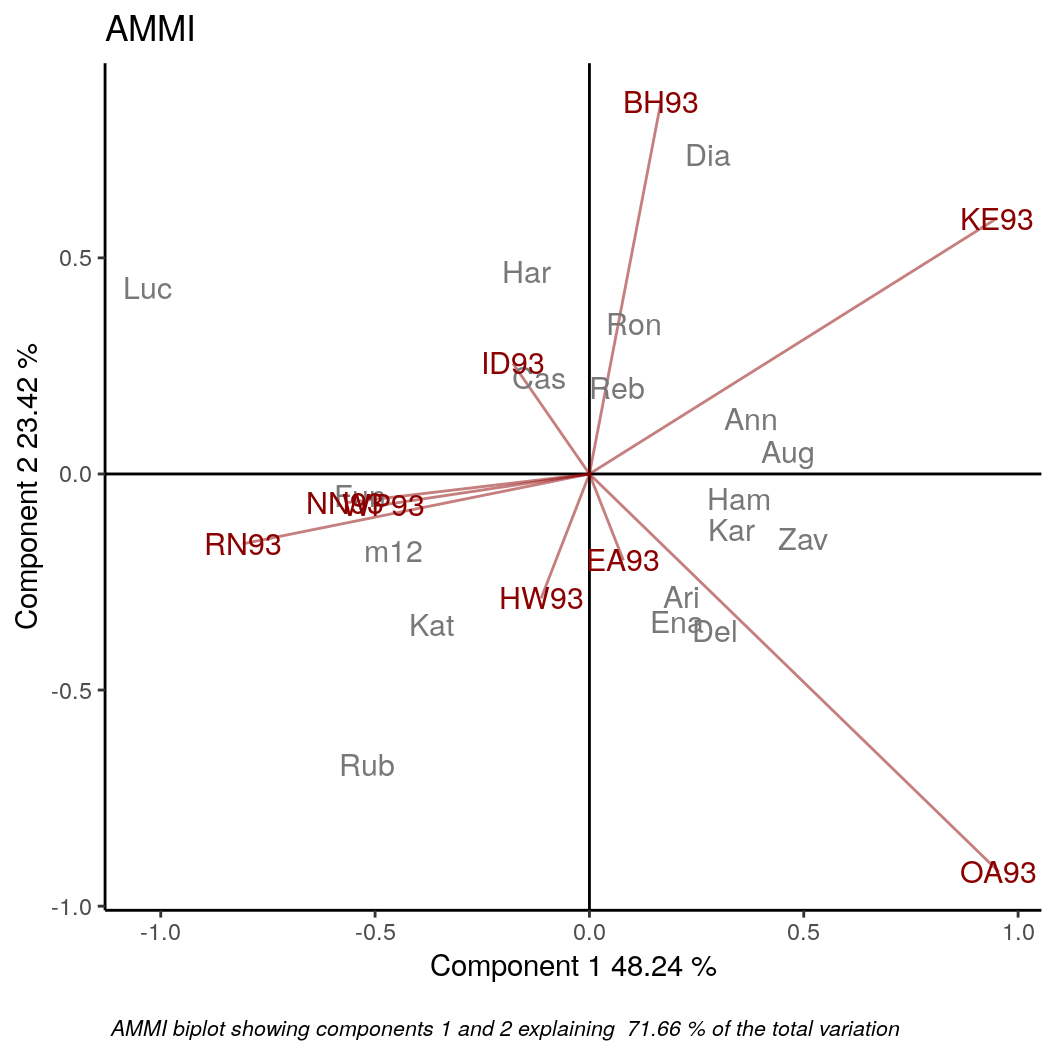 AMMI
BH93
Dia
KE93
0.5
Har
Luc
Ron
ID93
Cas
Reb
Ann
Aug
0.0
Fun
NN93
WP93
Ham
Kar
Zav
RN93
m12
EA93
HW93
Ari
Ena
Del
Kat
-0.5
Rub
OA93
-1.0
-1.0 -0.5 0.0 0.5 1.0
Component 1 48.24 %
Component 2 23.42 %
AMMI biplot showing components 1 and 2 explaining 71.66 % of the total variation